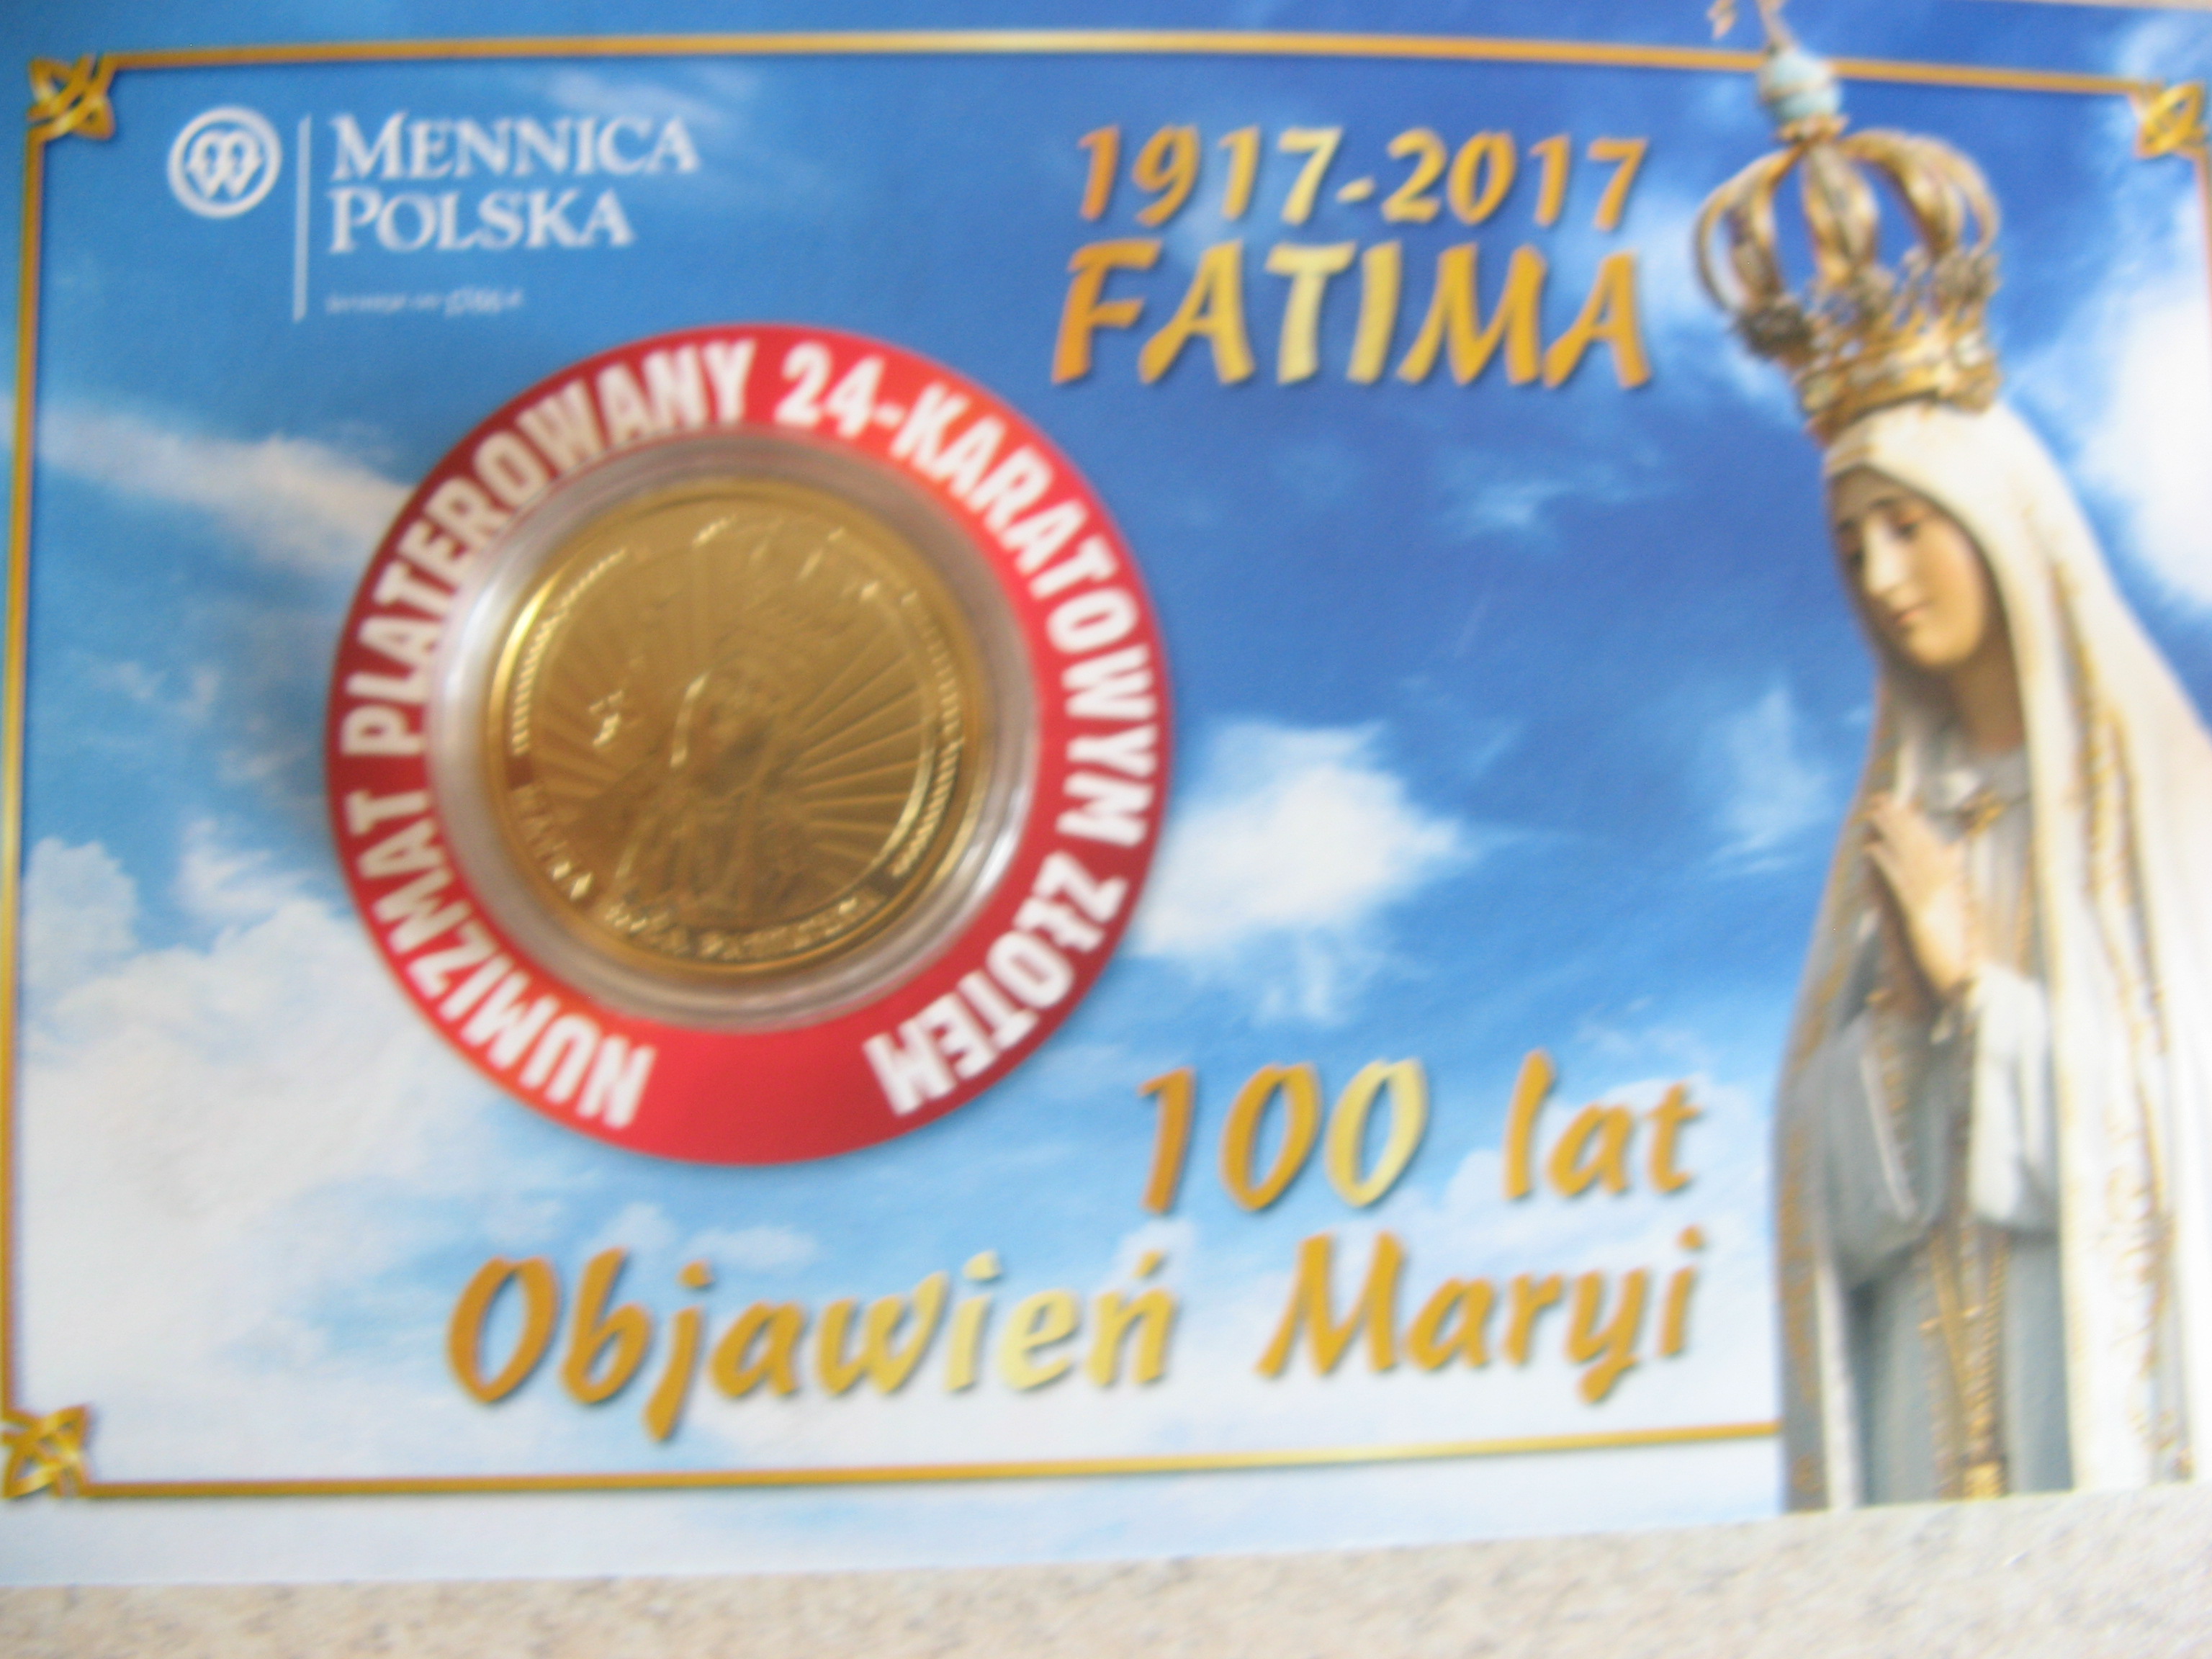 MENNICA
POLSKA
1917-2017
FATIMA
NUMIZMAT PLATEROWANY 24-KARATOWYM ZŁOTEM
100 lat
Objawień Maryi